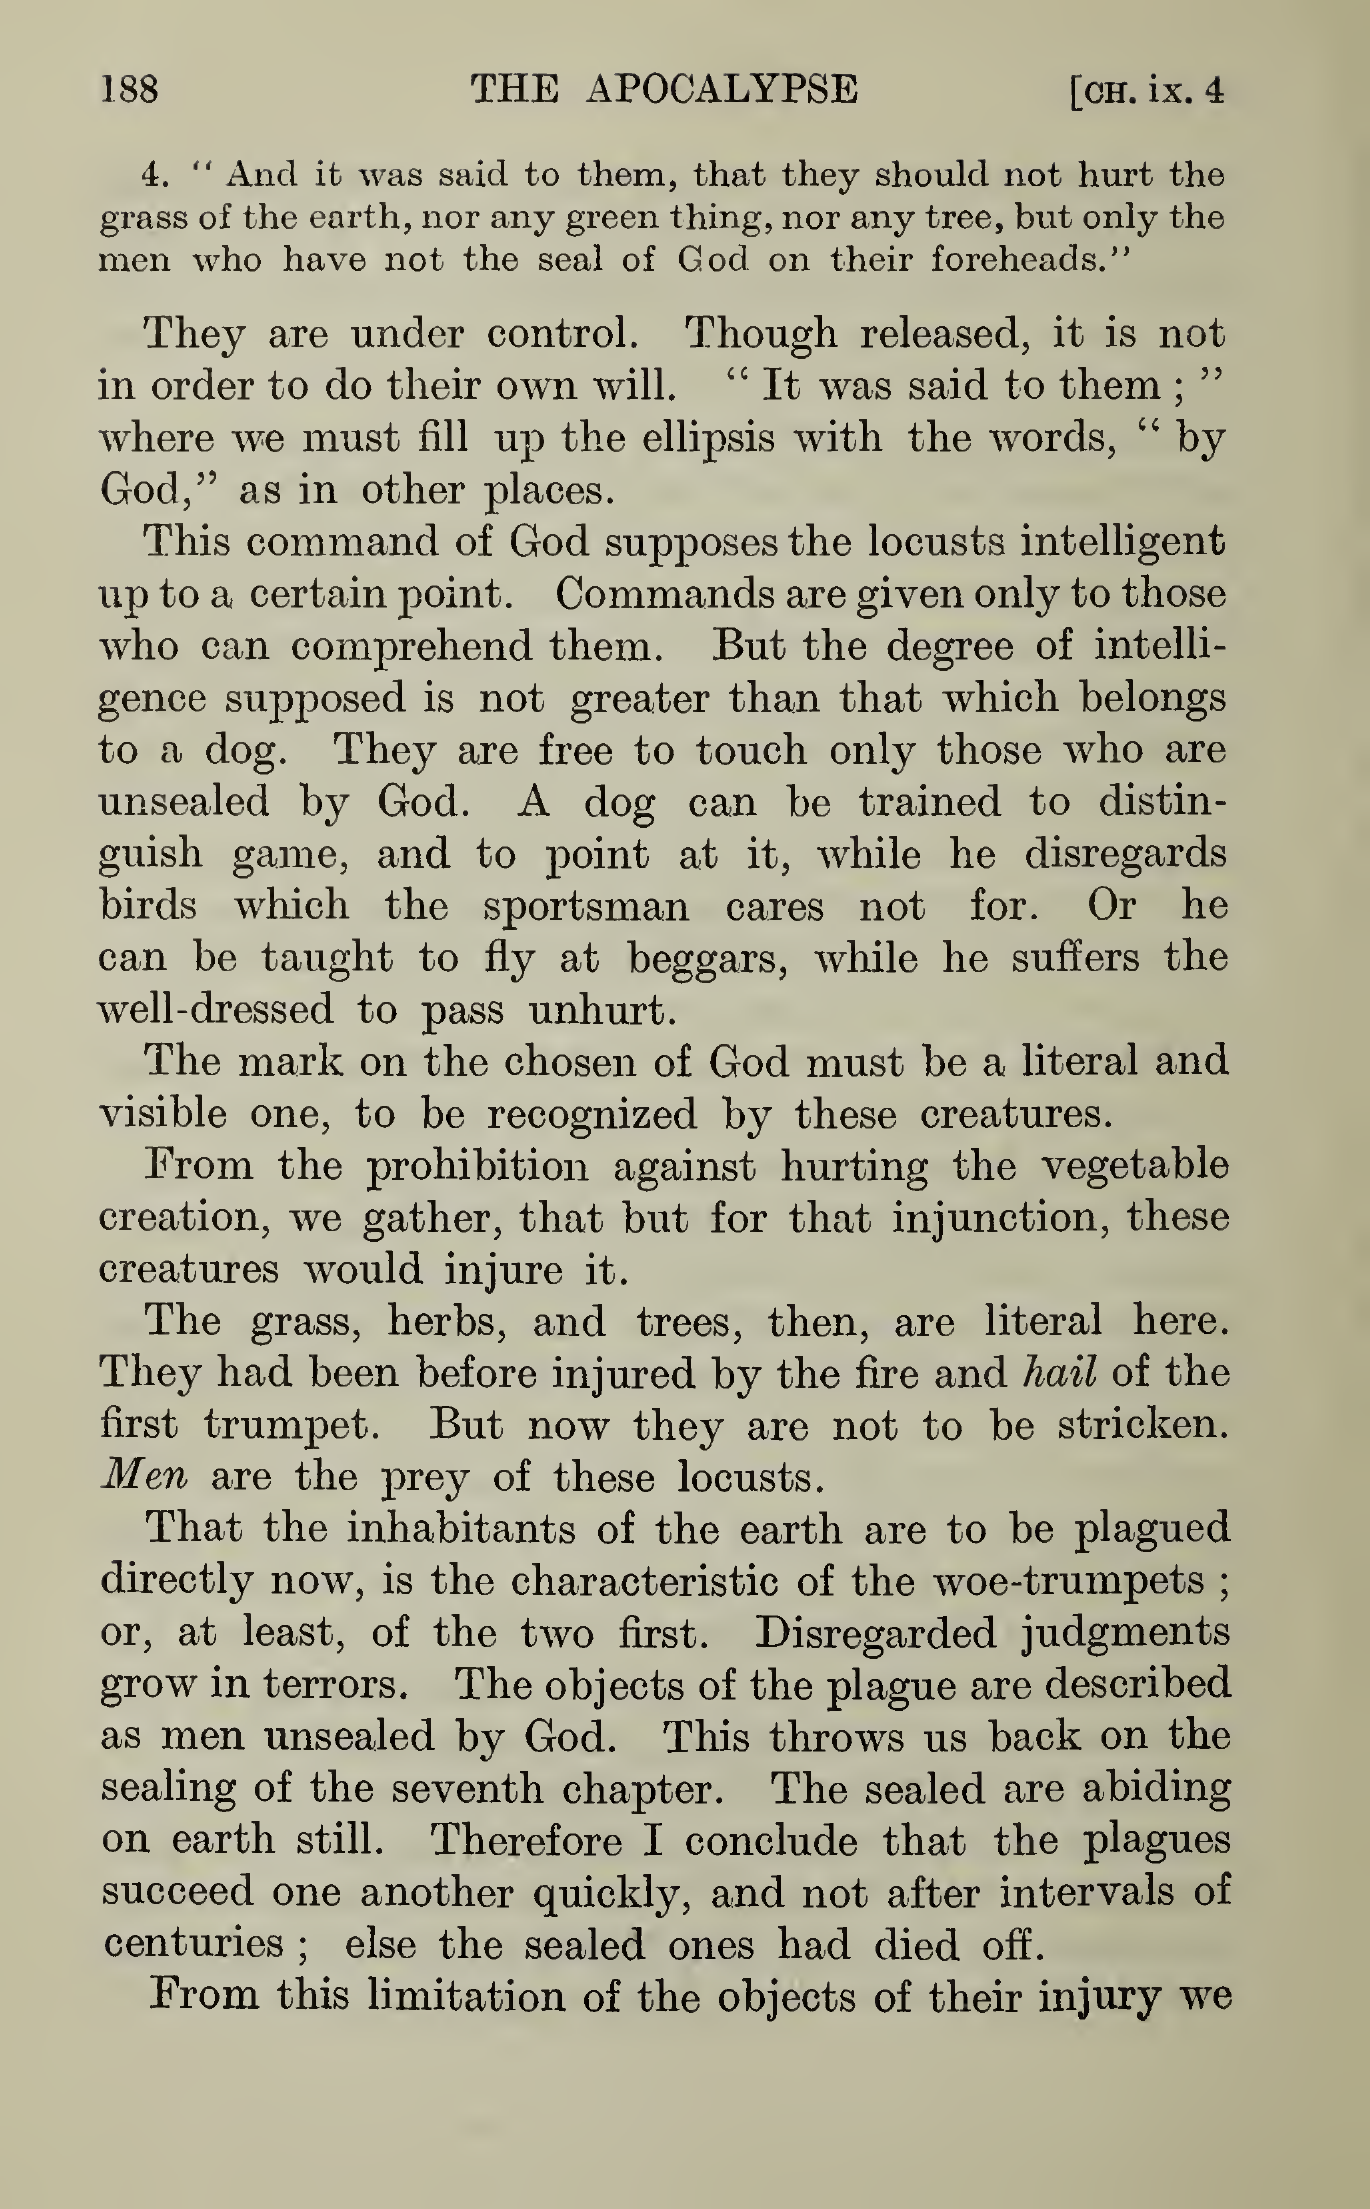 188 THE APOCALYPSE [CH. ix. 4
4. " And it was said to them, that they should not hurt the
grass of the earth, nor any green thing, nor any tree, but only the
men who have not the seal of God on their foreheads."
They are under control. Though released, it is not
in order to do their own will. " It was said to them ; "
where we must fill up the ellipsis with the words, " by
God," as in other places.
This command of God supposes the locusts intelligent
up to a certain point. Commands are given only to those
who can comprehend them. But the degree of intelli-
gence supposed is not greater than that which belongs
to a dog. They are free to touch only those who are
unsealed by God. A dog can be trained to distin-
guish game, and to point at it, while he disregards
birds which the sportsman cares not for. Or he
can be taught to fly at beggars, while he suffers the
well-dressed to pass unhurt.
The mark on the chosen of God must be a literal and
visible one, to be recognized by these creatures.
From the prohibition against hurting the vegetable
creation, we gather, that but for that injunction, these
creatures would injure it.
The grass, herbs, and trees, then, are literal here.
They had been before injured by the fire and hail of the
first trumpet. But now they are not to be stricken.
Men are the prey of these locusts.
That the inhabitants of the earth are to be plagued
directly now, is the characteristic of the woe-trumpets ;
or, at least, of the two first. Disregarded judgments
grow in terrors. The objects of the plague are described
as men unsealed by God. This throws us back on the
sealing of the seventh chapter. The sealed are abiding
on earth still. Therefore I conclude that the plagues
succeed one another quickly, and not after intervals of
centuries ; else the sealed ones had died off.
From this limitation of the objects of their injury we